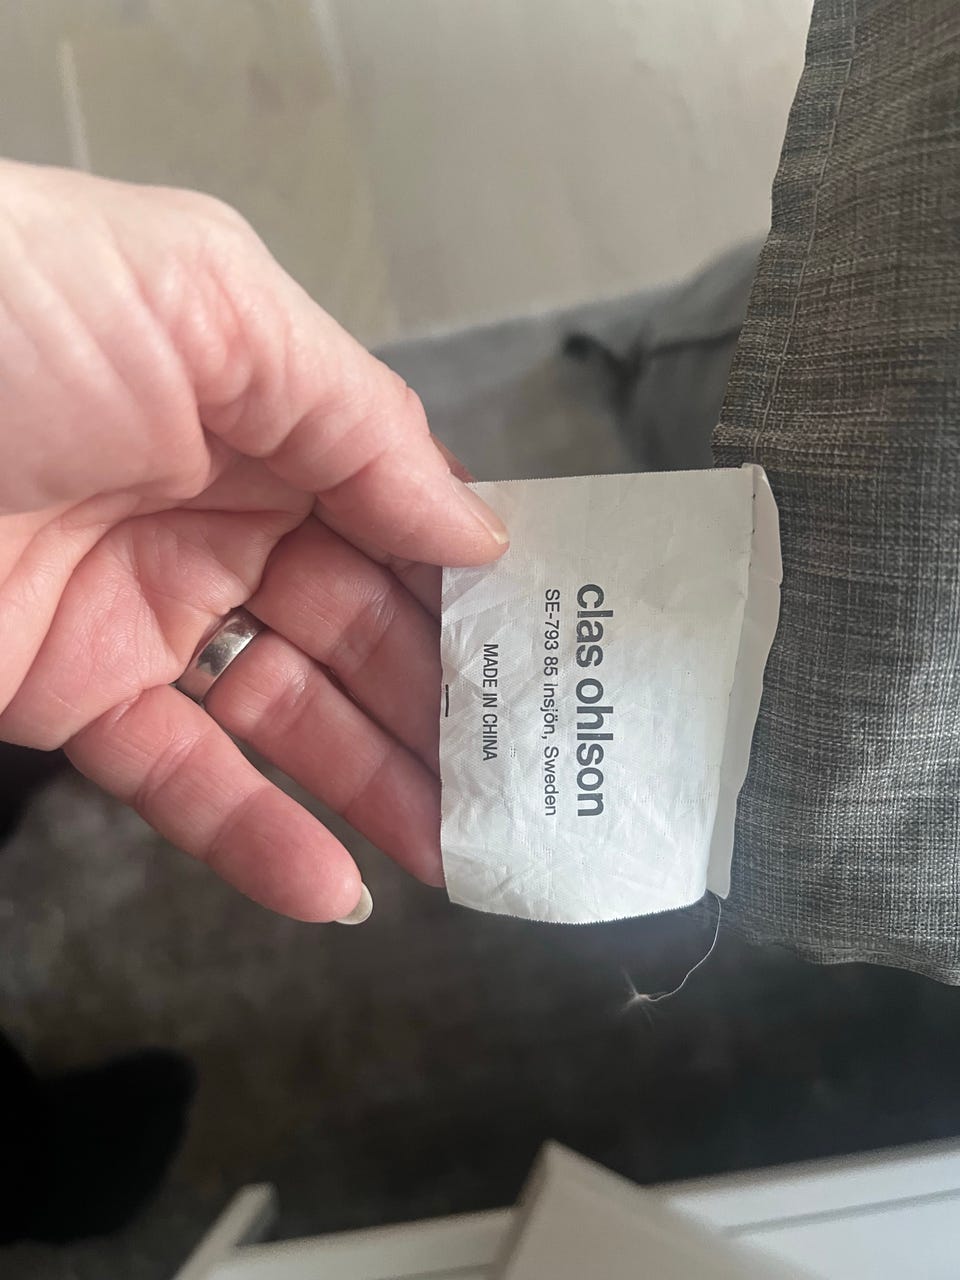 clas ohlson
SE-793 85 Insjön, Sweden
MADE IN CHINA